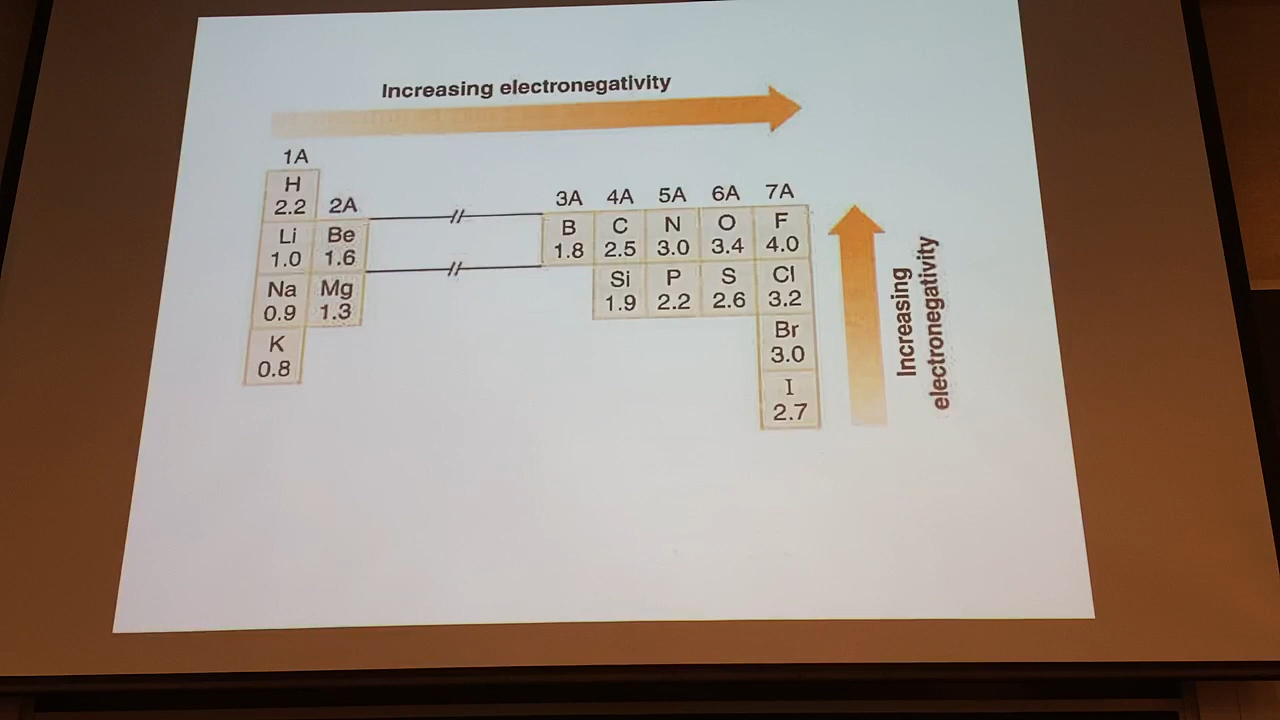 Increasing electronegativity
1A
H
2.2
2A
3A 4A 5A 6A 7A
Li Be B C N O F
1.0 1.6 1.8 2.5 3.0 3.4 4.0
Na Mg Si P S Cl
0.9 1.3 1.9 2.2 2.6 3.2
K Br
0.8 3.0
I
2.7
Increasing
electronegativity